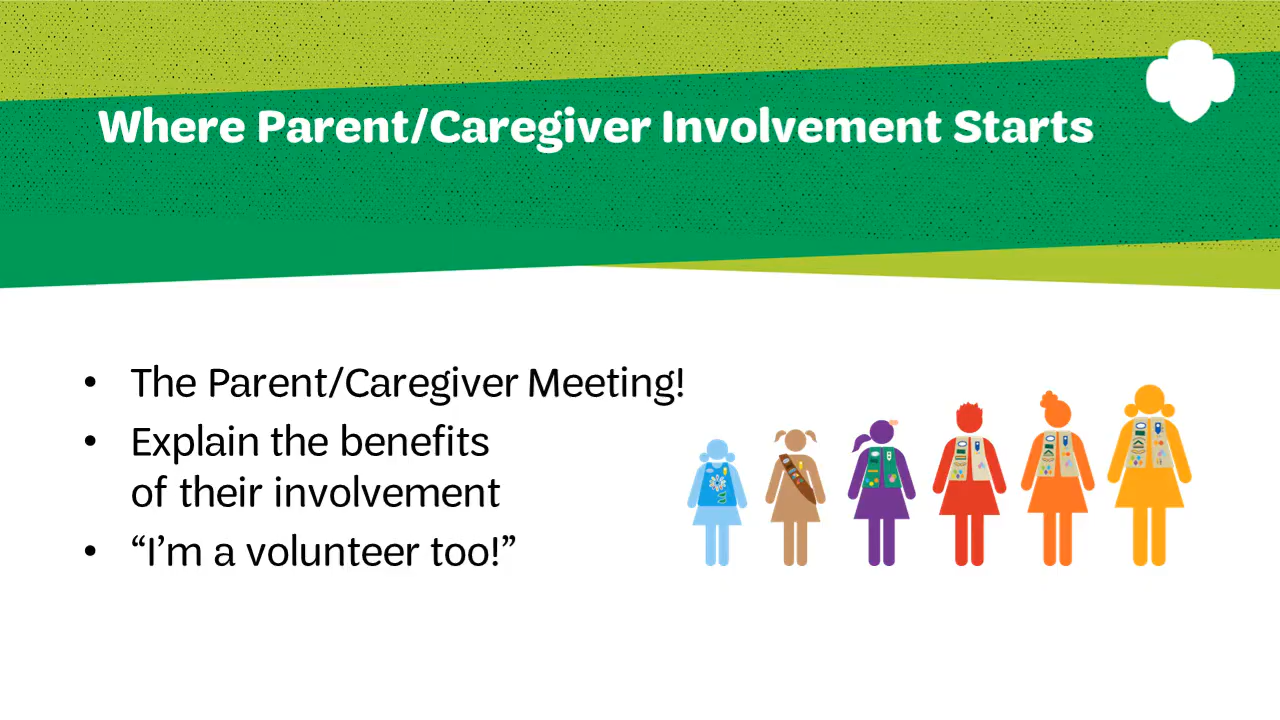 Where Parent/Caregiver Involvement Starts
• The Parent/Caregiver Meeting!
• Explain the benefits
of their involvement
• “I’m a volunteer too!”